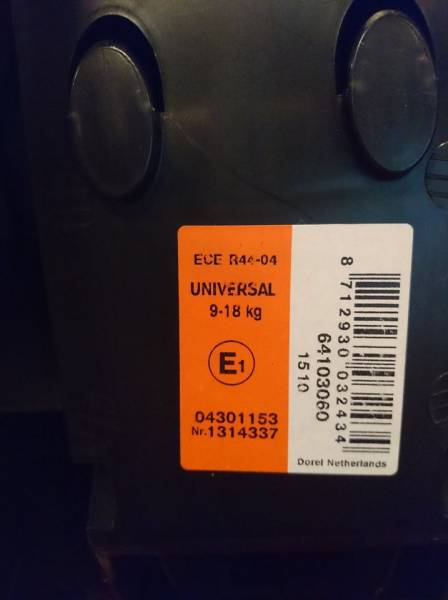 ECE R44-04
UNIVERSAL
9-18 kg
E1
04301153
Nr.1314337
8 712930 032434
64103060
1510
Dorel Netherlands